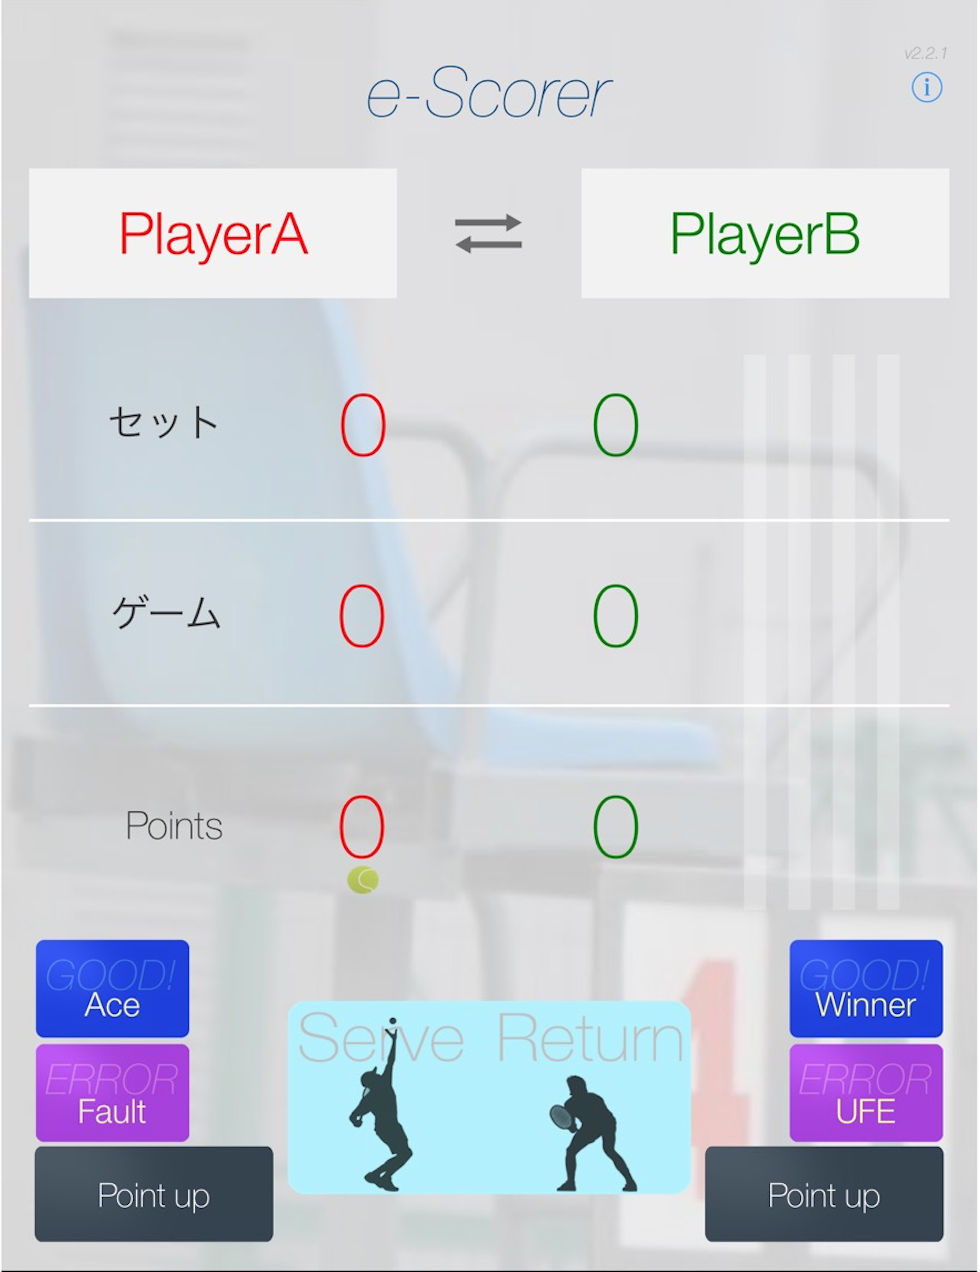 v2.2.1
e-Scorer
i
PlayerA
PlayerB
セット 0 0
ゲーム 0 0
Points 0 0
GOOD!
Ace
GOOD!
Winner
Serve Return
ERROR
Fault
ERROR
UFE
Point up
Point up